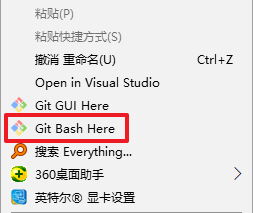 粘贴(P)
粘贴快捷方式(S)
撤消 重命名(U) Ctrl+Z
Open in Visual Studio
Git GUI Here
Git Bash Here
搜索 Everything...
360桌面助手
英特尔® 显卡设置